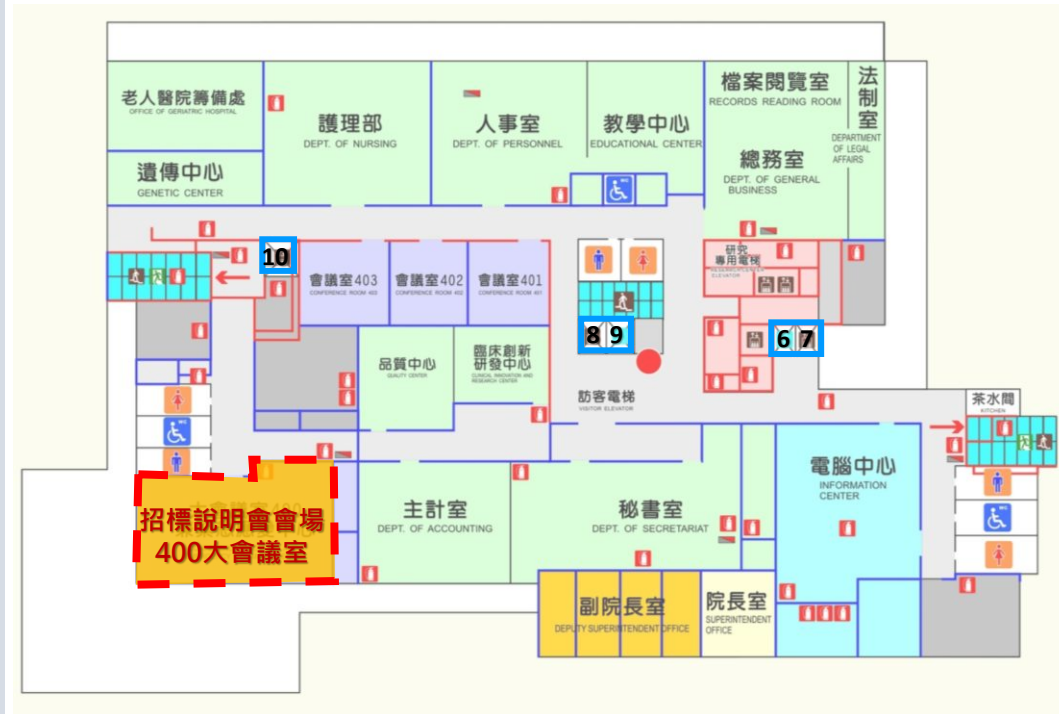 老人醫院籌備處
OFFICE OF GERIATRIC HOSPITAL
護理部
DEPT. OF NURSING
人事室
DEPT. OF PERSONNEL
教學中心
EDUCATIONAL CENTER
檔案閱覽室
RECORDS READING ROOM
法制室
DEPARTMENT
OF LEGAL
AFFAIRS
遺傳中心
GENETIC CENTER
總務室
DEPT. OF GENERAL
BUSINESS
10
會議室403
CONFERENCE ROOM 403
會議室402
CONFERENCE ROOM 402
會議室401
CONFERENCE ROOM 401
研究
專用電梯
ELEVATOR
8 9
6 7
品質中心
QUALITY CENTER
臨床創新
研發中心
CLINICAL INNOVATION AND
RESEARCH CENTER
訪客電梯
VISITOR ELEVATOR
茶水間
KITCHEN
招標說明會會場
400大會議室
主計室
DEPT. OF ACCOUNTING
秘書室
DEPT. OF SECRETARIAT
電腦中心
INFORMATION
CENTER
副院長室
DEPUTY SUPERINTENDENT OFFICE
院長室
SUPERINTENDENT
OFFICE